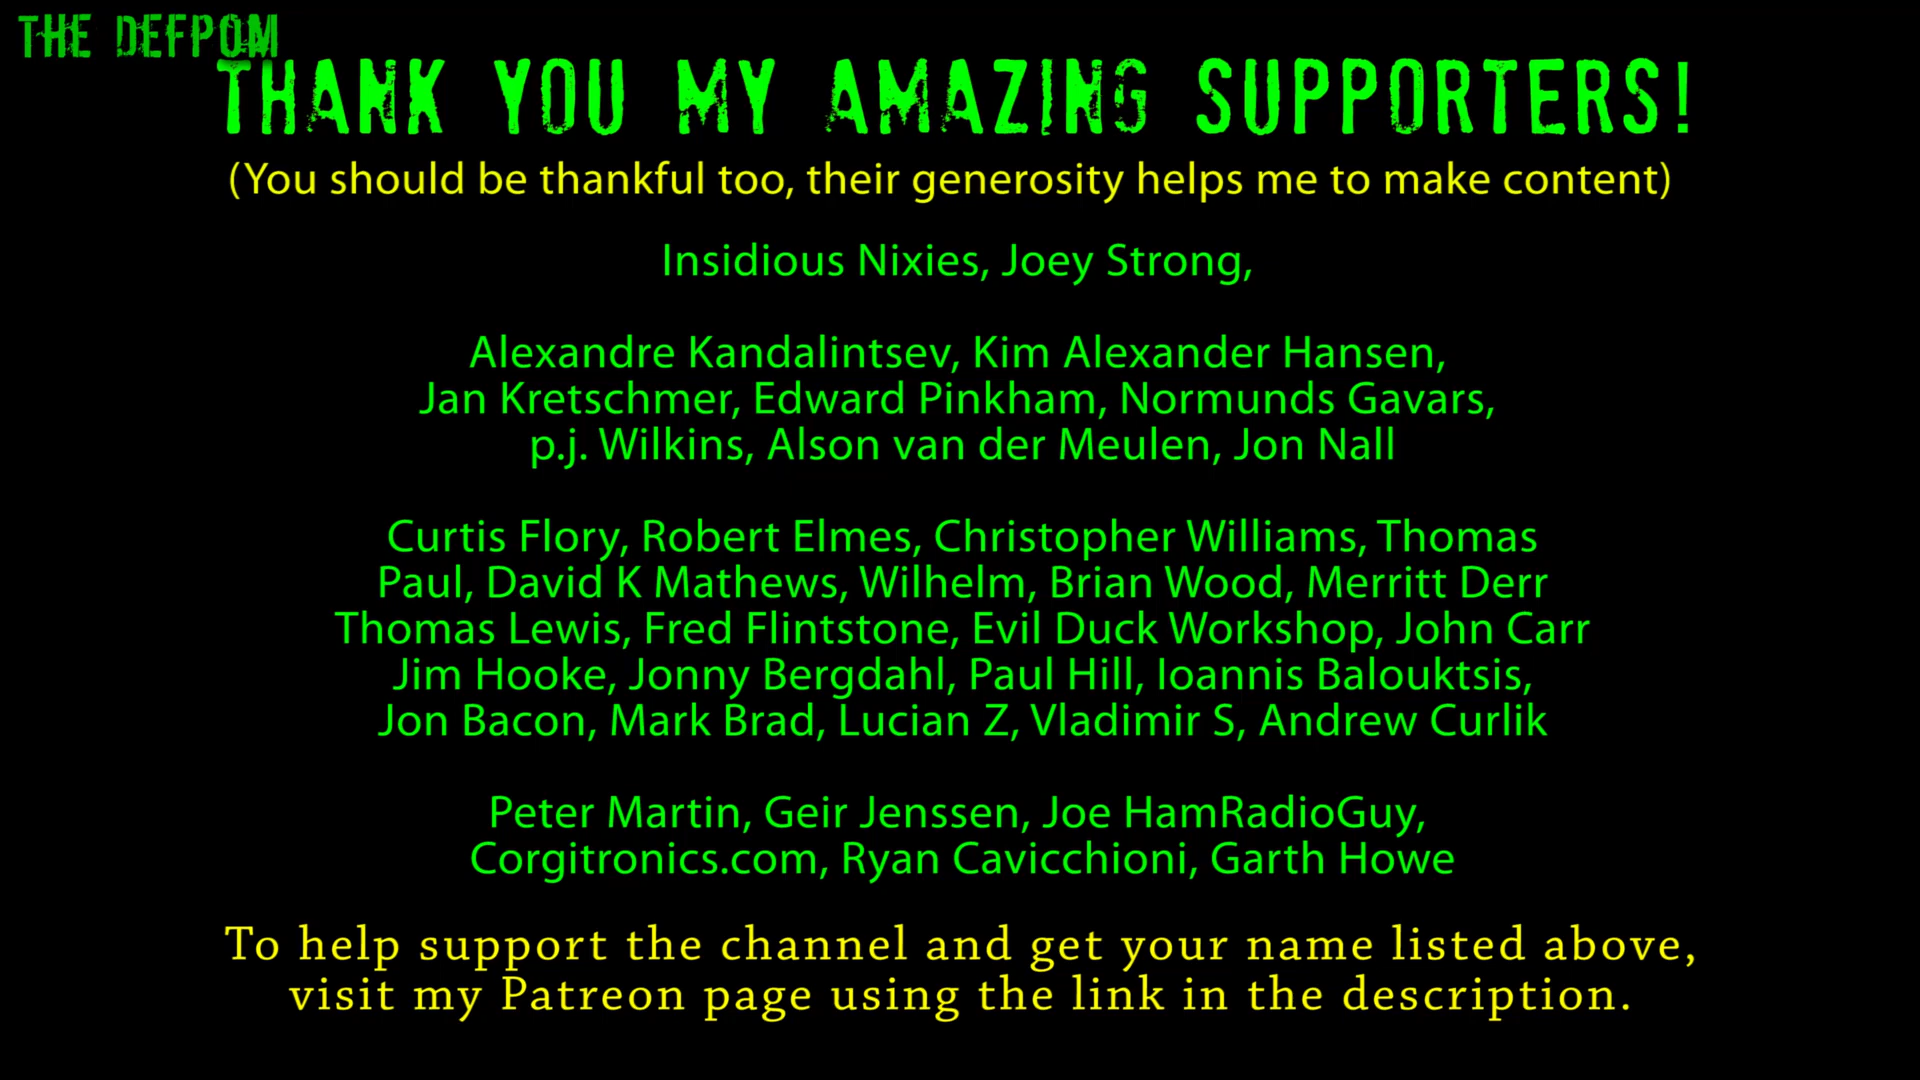 THE DEFPOM
THANK YOU MY AMAZING SUPPORTERS!
(You should be thankful too, their generosity helps me to make content)
Insidious Nixies, Joey Strong,
Alexandre Kandalintsev, Kim Alexander Hansen,
Jan Kretschmer, Edward Pinkham, Normunds Gavars,
p.j. Wilkins, Alson van der Meulen, Jon Nall
Curtis Flory, Robert Elmes, Christopher Williams, Thomas
Paul, David K Mathews, Wilhelm, Brian Wood, Merritt Derr
Thomas Lewis, Fred Flintstone, Evil Duck Workshop, John Carr
Jim Hooke, Jonny Bergdahl, Paul Hill, Ioannis Balouktsis,
Jon Bacon, Mark Brad, Lucian Z, Vladimir S, Andrew Curlik
Peter Martin, Geir Jenssen, Joe HamRadioGuy,
Corgitronics.com, Ryan Cavicchioni, Garth Howe
To help support the channel and get your name listed above,
visit my Patreon page using the link in the description.